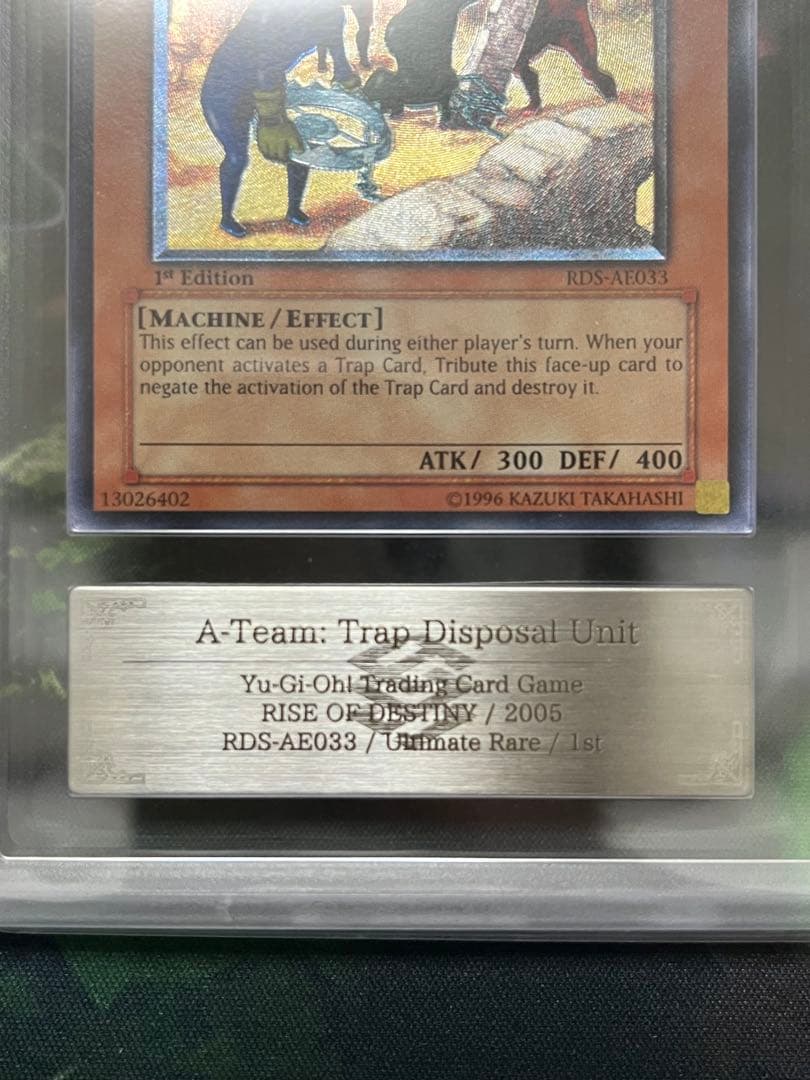 1st Edition
RDS-AE033
[MACHINE/EFFECT]
This effect can be used during either player's turn. When your
opponent activates a Trap Card, Tribute this face-up card to
negate the activation of the Trap Card and destroy it.
ATK/ 300 DEF/ 400
13026402
©1996 KAZUKI TAKAHASHI
A-Team: Trap Disposal Unit
Yu-Gi-Oh! Trading Card Game
RISE OF DESTINY / 2005
RDS-AE033 / Ultimate Rare / 1st